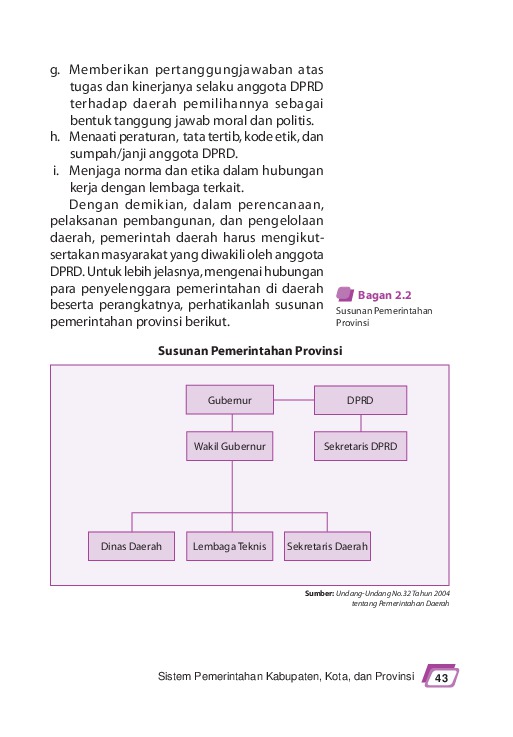 g. Memberikan pertanggungjawaban atas
tugas dan kinerjanya selaku anggota DPRD
terhadap daerah pemilihannya sebagai
bentuk tanggung jawab moral dan politis.
h. Menaati peraturan, tata tertib, kode etik, dan
sumpah/janji anggota DPRD.
i. Menjaga norma dan etika dalam hubungan
kerja dengan lembaga terkait.
Dengan demikian, dalam perencanaan,
pelaksanan pembangunan, dan pengelolaan
daerah, pemerintah daerah harus mengikut-
sertakan masyarakat yang diwakili oleh anggota
DPRD. Untuk lebih jelasnya, mengenai hubungan
para penyelenggara pemerintahan di daerah
beserta perangkatnya, perhatikanlah susunan
pemerintahan provinsi berikut.
Bagan 2.2
Susunan Pemerintahan
Provinsi
Susunan Pemerintahan Provinsi
Gubernur
DPRD
Wakil Gubernur
Sekretaris DPRD
Dinas Daerah
Lembaga Teknis
Sekretaris Daerah
Sumber: Undang-Undang No.32 Tahun 2004
tentang Pemerintahan Daerah
Sistem Pemerintahan Kabupaten, Kota, dan Provinsi
43